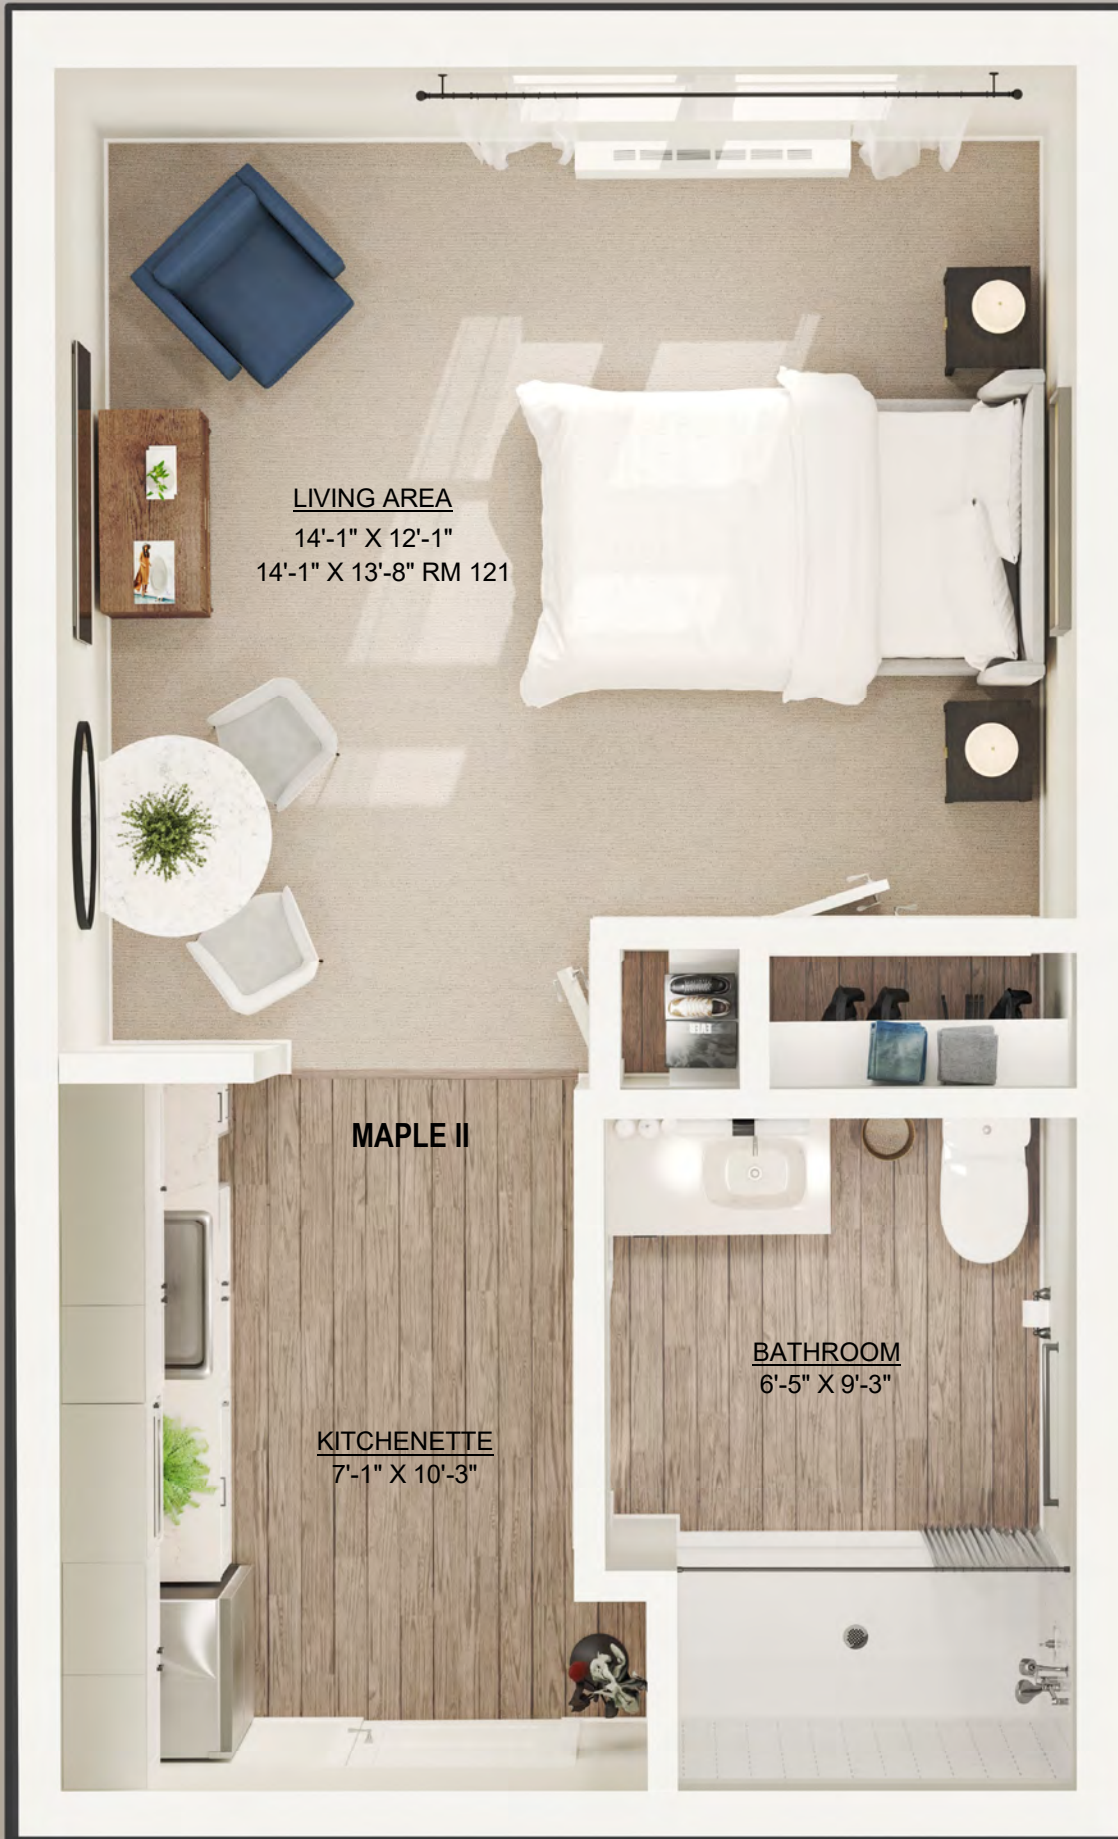 LIVING AREA
14'-1" X 12'-1"
14'-1" X 13'-8" RM 121
MAPLE II
BATHROOM
6'-5" X 9'-3"
KITCHENETTE
7'-1" X 10'-3"